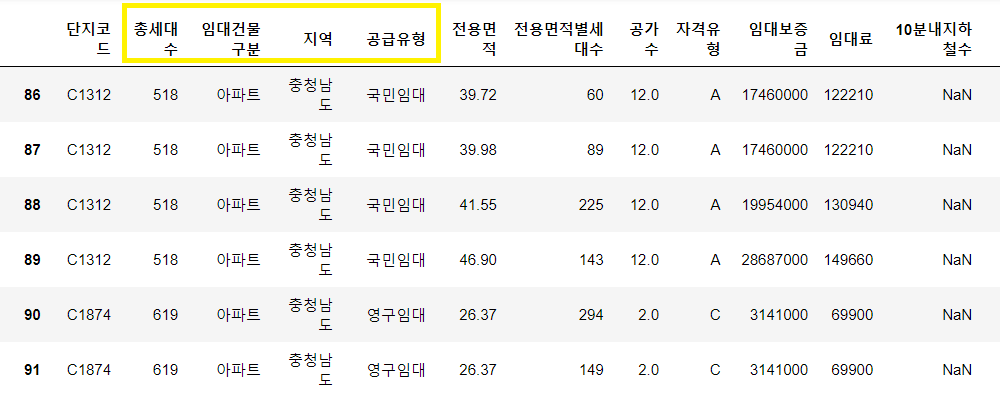 단지코드 총세대수 임대건물구분 지역 공급유형 전용면적 전용면적별세대수 공가수 자격유형 임대보증금 임대료 10분내지하철수
86 C1312 518 아파트 충청남도 국민임대 39.72 60 12.0 A 17460000 122210 NaN
87 C1312 518 아파트 충청남도 국민임대 39.98 89 12.0 A 17460000 122210 NaN
88 C1312 518 아파트 충청남도 국민임대 41.55 225 12.0 A 19954000 130940 NaN
89 C1312 518 아파트 충청남도 국민임대 46.90 143 12.0 A 28687000 149660 NaN
90 C1874 619 아파트 충청남도 영구임대 26.37 294 2.0 C 3141000 69900 NaN
91 C1874 619 아파트 충청남도 영구임대 26.37 149 2.0 C 3141000 69900 NaN